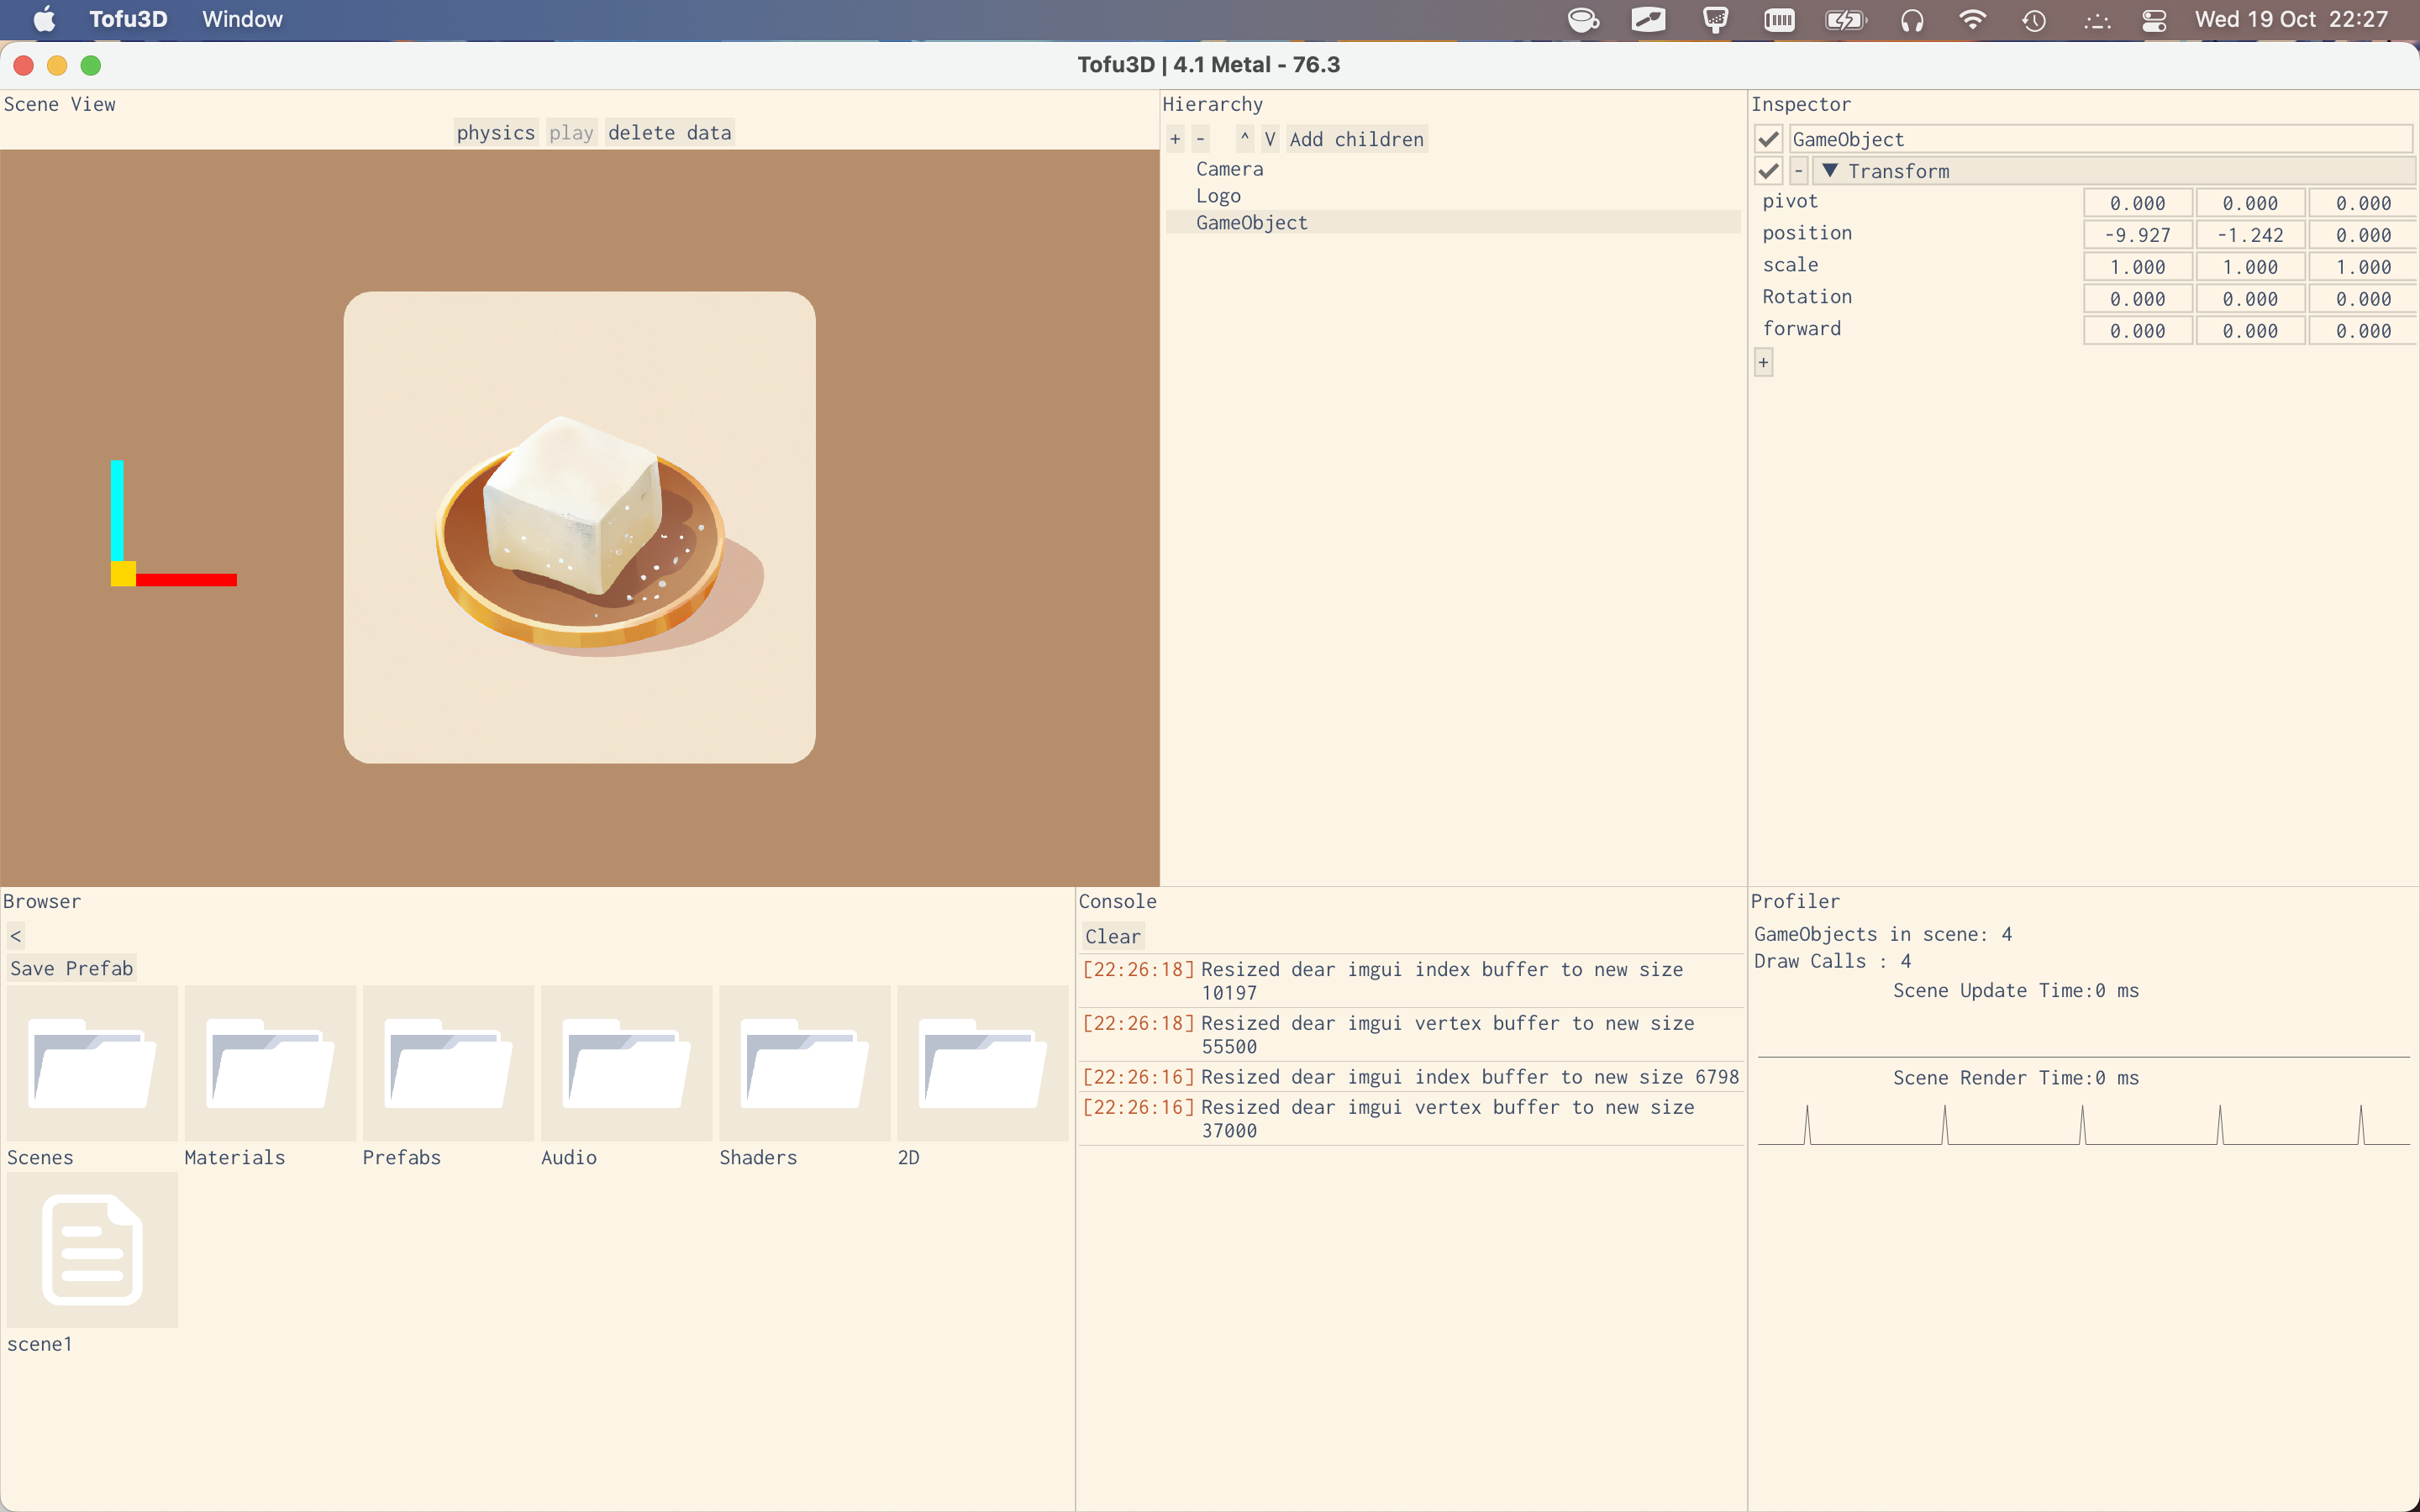 Tofu3D Window Wed 19 Oct 22:27
Tofu3D | 4.1 Metal - 76.3
Scene View
physics play delete data
Hierarchy
+ - ^ V Add children
Camera
Logo
GameObject
Inspector
GameObject
- ▼ Transform
pivot 0.000 0.000 0.000
position -9.927 -1.242 0.000
scale 1.000 1.000 1.000
Rotation 0.000 0.000 0.000
forward 0.000 0.000 0.000
+
Browser
<
Save Prefab
Scenes Materials Prefabs Audio Shaders 2D
scene1
Console
Clear
[22:26:18] Resized dear imgui index buffer to new size
10197
[22:26:18] Resized dear imgui vertex buffer to new size
55500
[22:26:16] Resized dear imgui index buffer to new size 6798
[22:26:16] Resized dear imgui vertex buffer to new size
37000
Profiler
GameObjects in scene: 4
Draw Calls : 4
Scene Update Time:0 ms
Scene Render Time:0 ms